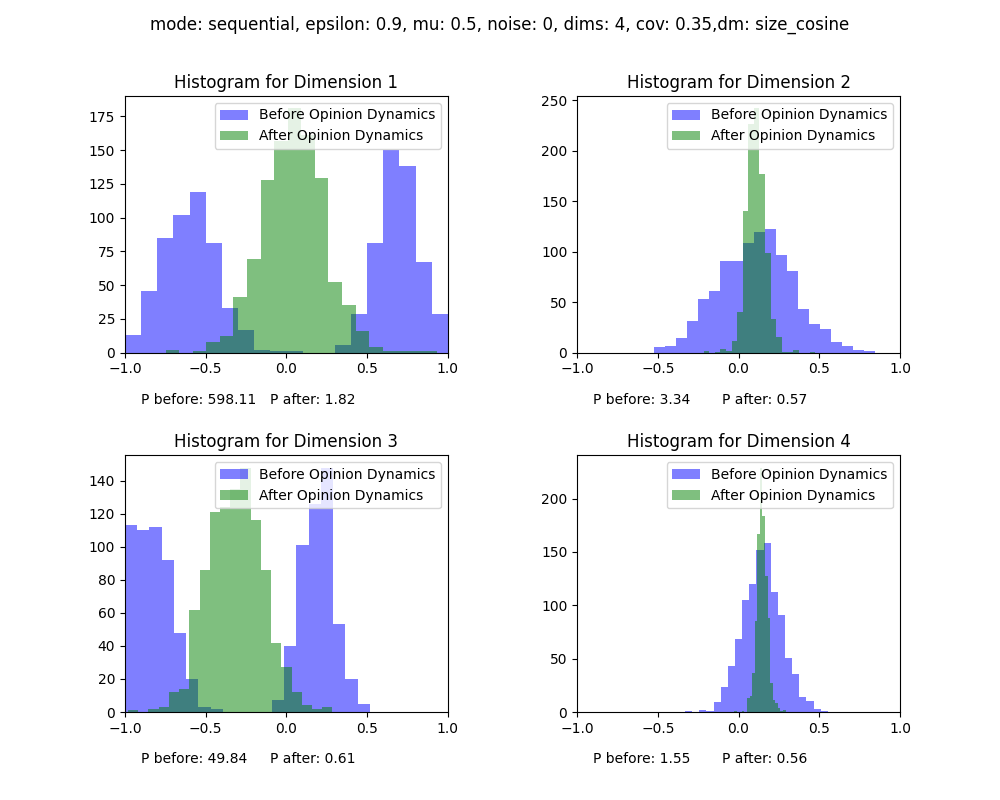 mode: sequential, epsilon: 0.9, mu: 0.5, noise: 0, dims: 4, cov: 0.35,dm: size_cosine
Histogram for Dimension 1
Before Opinion Dynamics
After Opinion Dynamics
175
150
125
100
75
50
25
0
−1.0 −0.5 0.0 0.5 1.0
P before: 598.11 P after: 1.82
Histogram for Dimension 2
Before Opinion Dynamics
After Opinion Dynamics
250
200
150
100
50
0
−1.0 −0.5 0.0 0.5 1.0
P before: 3.34 P after: 0.57
Histogram for Dimension 3
Before Opinion Dynamics
After Opinion Dynamics
140
120
100
80
60
40
20
0
−1.0 −0.5 0.0 0.5 1.0
P before: 49.84 P after: 0.61
Histogram for Dimension 4
Before Opinion Dynamics
After Opinion Dynamics
200
150
100
50
0
−1.0 −0.5 0.0 0.5 1.0
P before: 1.55 P after: 0.56